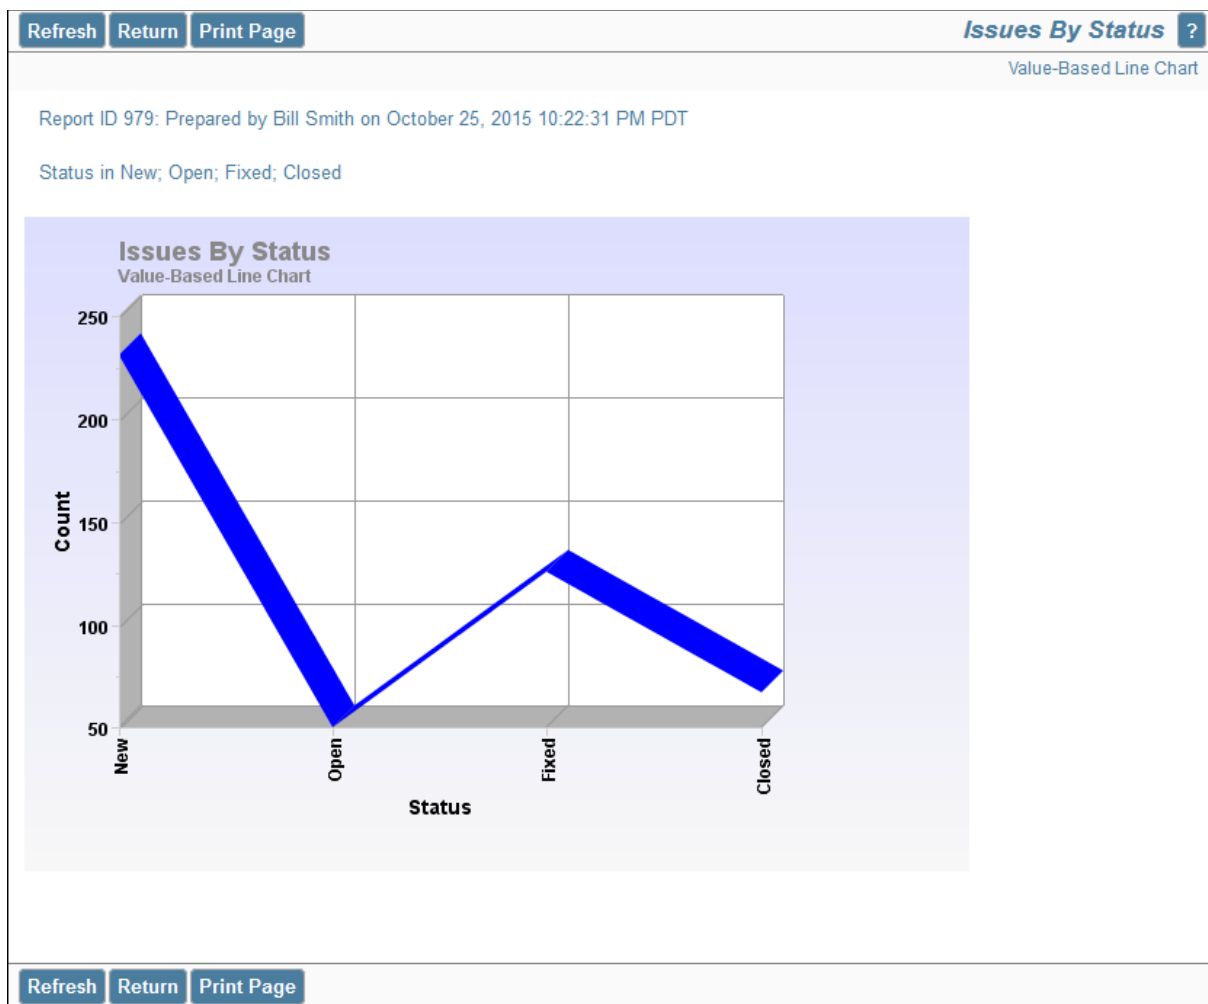 Refresh Return Print Page Issues By Status ?
Value-Based Line Chart
Report ID 979: Prepared by Bill Smith on October 25, 2015 10:22:31 PM PDT
Status in New; Open; Fixed; Closed
Issues By Status
Value-Based Line Chart
250
200
150
100
50
Count
New Open Fixed Closed
Status
Refresh Return Print Page